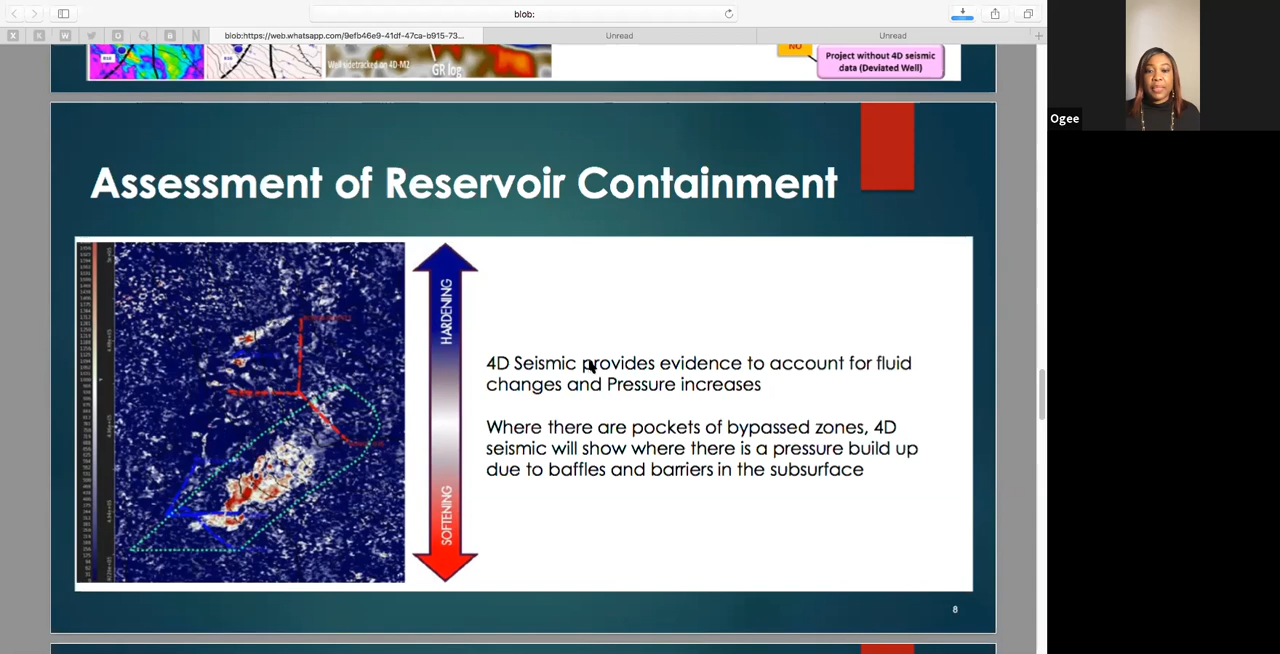 blob:
X
K
W
O
Q
8
N
blob:https://web.whatsapp.com/9efb46e9-41df-47ca-b915-73...
Unread
Unread
Well sidetracked on 4D-M2
GR log
NO
Project without 4D seismic
data (Deviated Well)
Ogee
Assessment of Reservoir Containment
HARDENING
SOFTENING
4D Seismic provides evidence to account for fluid
changes and Pressure increases
Where there are pockets of bypassed zones, 4D
seismic will show where there is a pressure build up
due to baffles and barriers in the subsurface
8